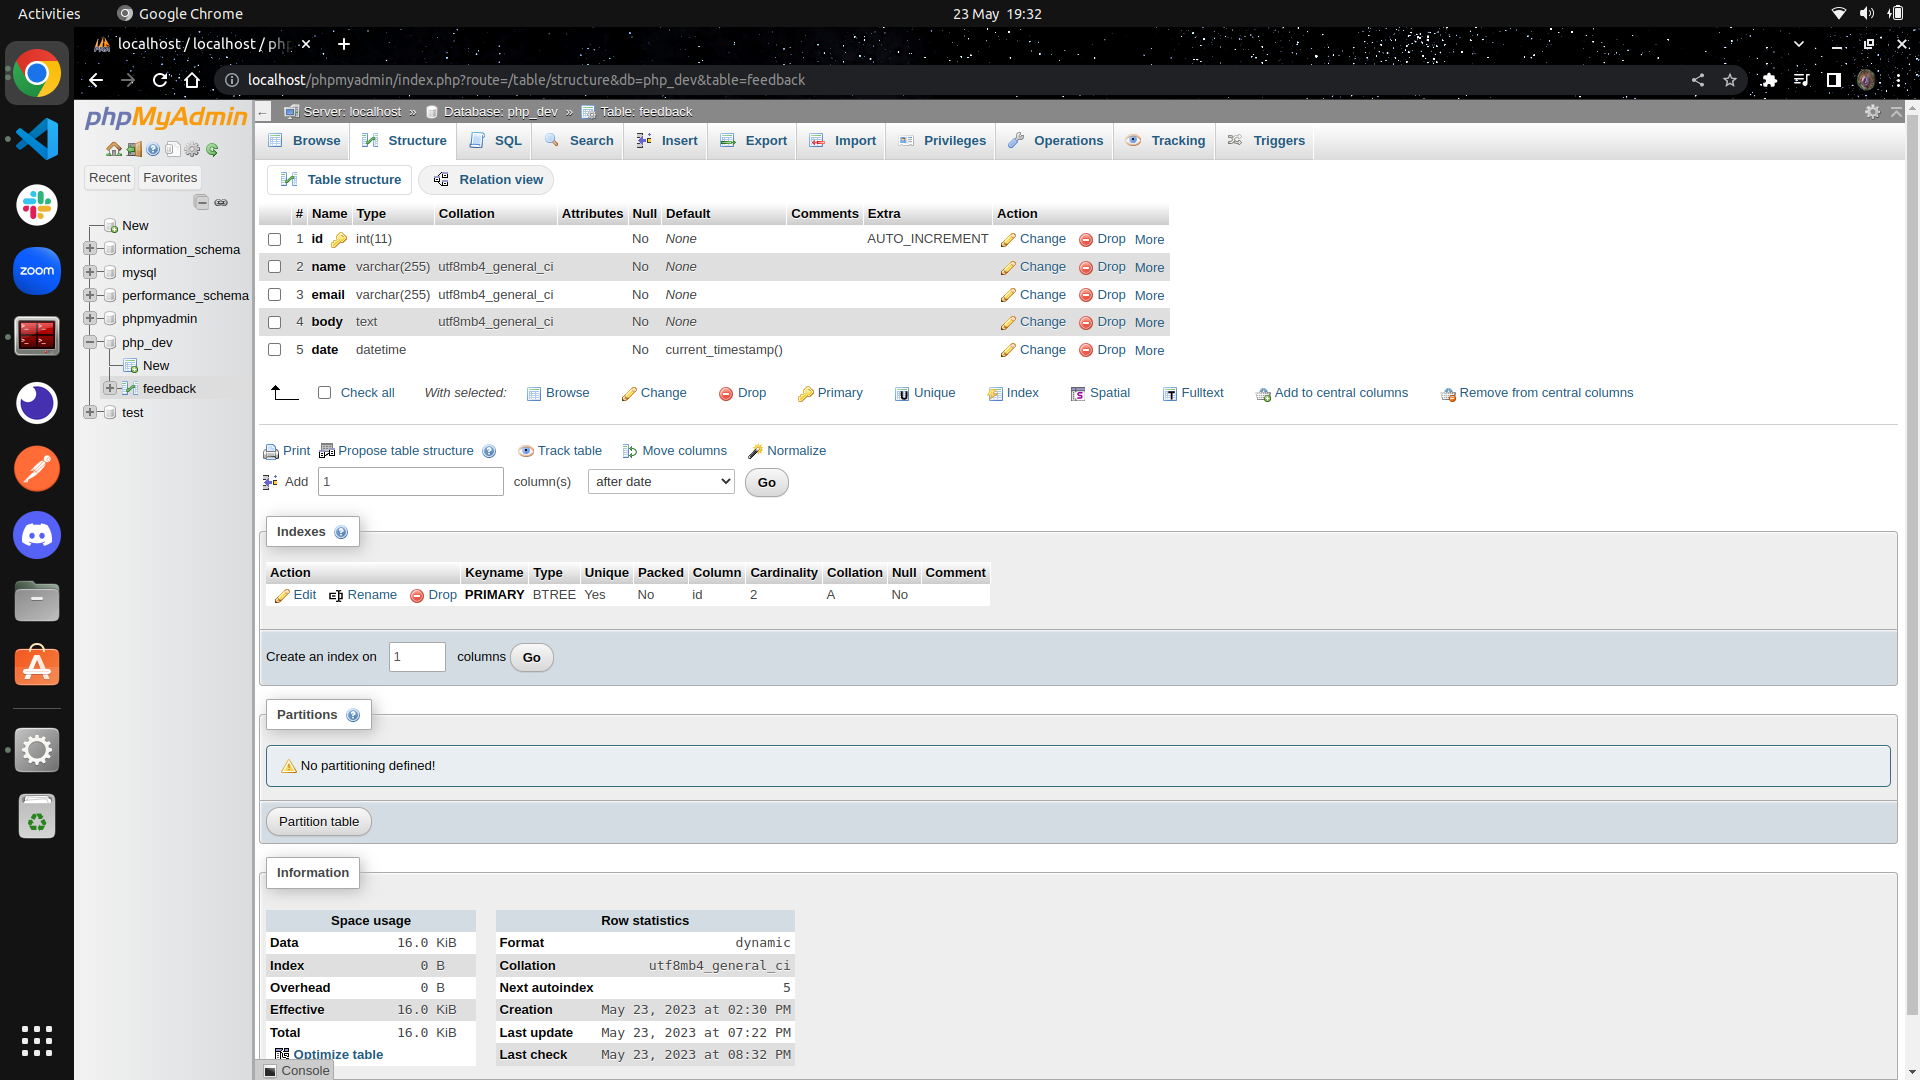 Activities Google Chrome 23 May 19:32
localhost / localhost / ph
localhost/phpmyadmin/index.php?route=/table/structure&db=php_dev&table=feedback
phpMyAdmin
Recent Favorites
New
information_schema
mysql
performance_schema
phpmyadmin
php_dev
New
feedback
test
zoom
Server: localhost » Database: php_dev » Table: feedback
Browse Structure SQL Search Insert Export Import Privileges Operations Tracking Triggers
Table structure Relation view
# Name Type Collation Attributes Null Default Comments Extra Action
1 id int(11) No None AUTO_INCREMENT Change Drop More
2 name varchar(255) utf8mb4_general_ci No None Change Drop More
3 email varchar(255) utf8mb4_general_ci No None Change Drop More
4 body text utf8mb4_general_ci No None Change Drop More
5 date datetime No current_timestamp() Change Drop More
Check all With selected: Browse Change Drop Primary Unique Index Spatial Fulltext Add to central columns Remove from central columns
Print Propose table structure Track table Move columns Normalize
Add 1 column(s) after date Go
Indexes
Action Keyname Type Unique Packed Column Cardinality Collation Null Comment
Edit Rename Drop PRIMARY BTREE Yes No id 2 A No
Create an index on 1 columns Go
Partitions
No partitioning defined!
Partition table
Information
Space usage
Data 16.0 KiB
Index 0 B
Overhead 0 B
Effective 16.0 KiB
Total 16.0 KiB
Optimize table
Row statistics
Format dynamic
Collation utf8mb4_general_ci
Next autoindex 5
Creation May 23, 2023 at 02:30 PM
Last update May 23, 2023 at 07:22 PM
Last check May 23, 2023 at 08:32 PM
Console